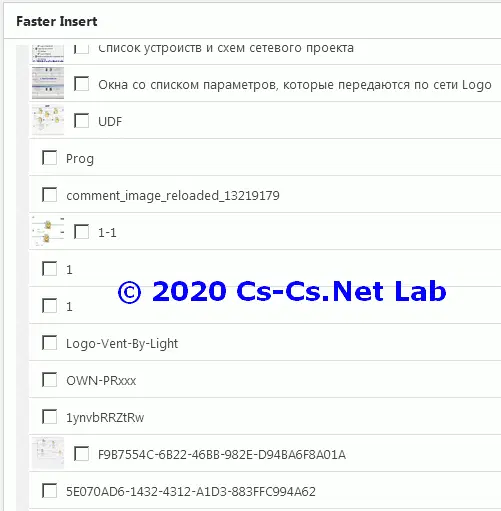 Faster Insert
Список устройств и схем сетевого проекта
Окна со списком параметров, которые передаются по сети Logo
UDF
Prog
comment_image_reloaded_13219179
1-1
1
© 2020 Cs-Cs.Net Lab
1
Logo-Vent-By-Light
OWN-PRxxx
1ynvbRRZtRw
F9B7554C-6B22-46BB-982E-D94BA6F8A01A
5E070AD6-1432-4312-A1D3-883FFC994A62